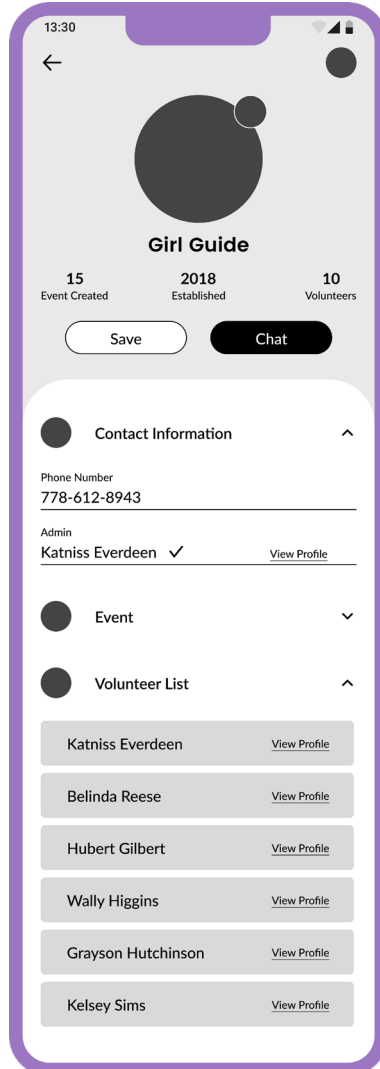 13:30
Girl Guide
15 2018 10
Event Created Established Volunteers
Save Chat
Contact Information
Phone Number
778-612-8943
Admin
Katniss Everdeen View Profile
Event
Volunteer List
Katniss Everdeen View Profile
Belinda Reese View Profile
Hubert Gilbert View Profile
Wally Higgins View Profile
Grayson Hutchinson View Profile
Kelsey Sims View Profile